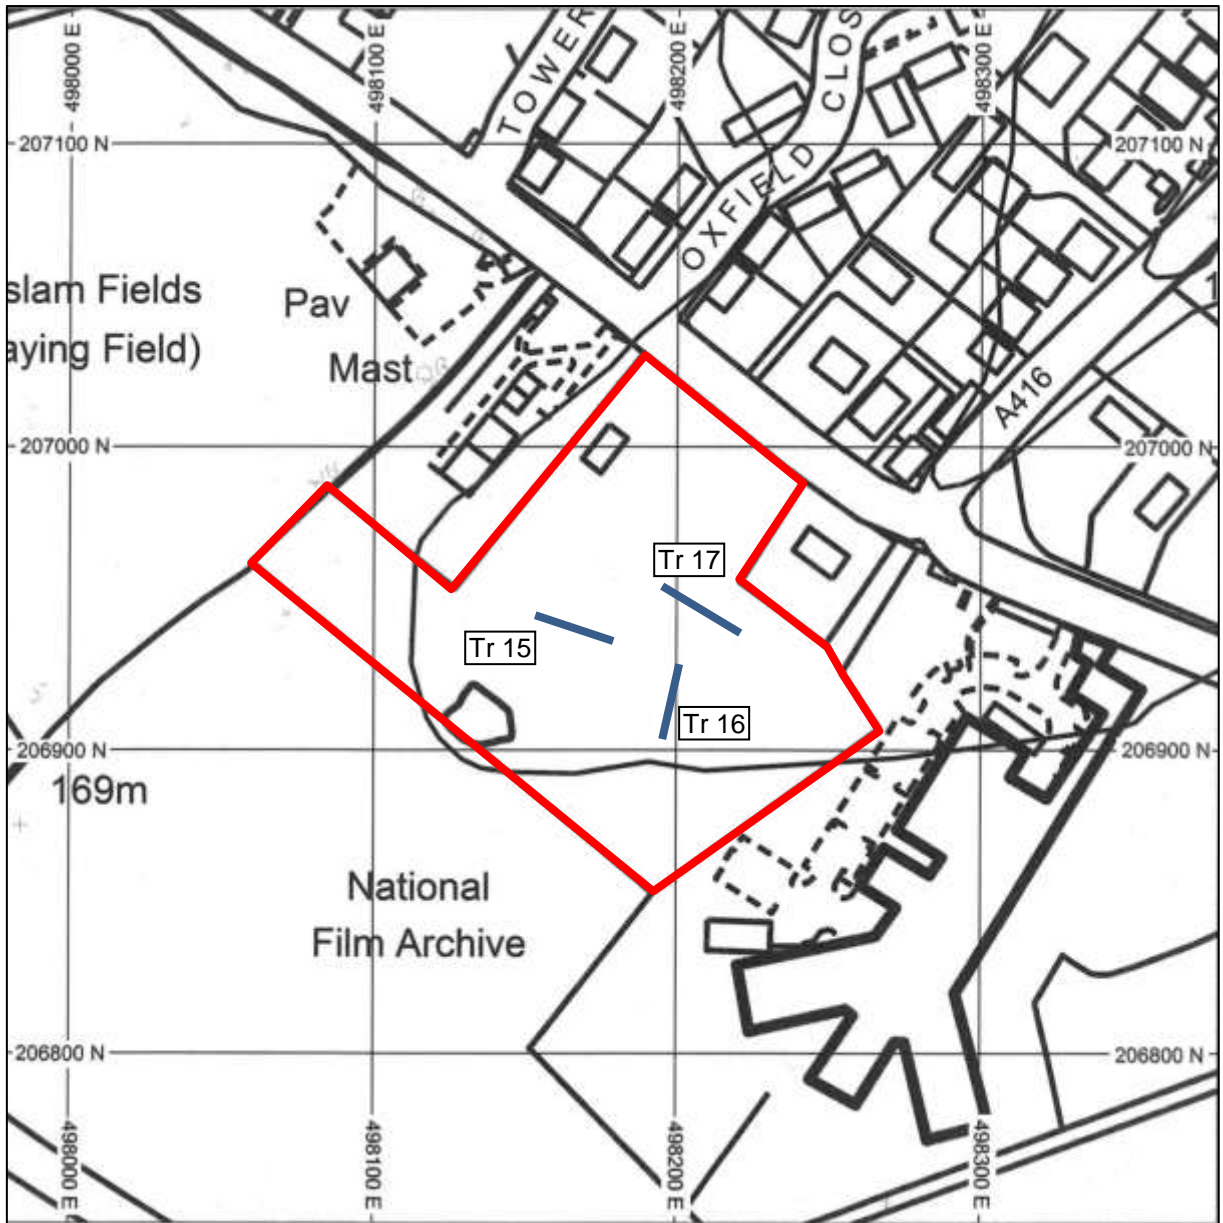 498000 E
498100 E
TOWER
498200 E
CLOS
498300 E
207100 N
207100 N
OXFIELD
slam Fields
Pav
aying Field)
Mast
A416
207000 N
207000 N
Tr 17
Tr 15
Tr 16
206900 N
206900 N
169m
National
Film Archive
206800 N
206800 N
498000 E
498100 E
498200 E
498300 E